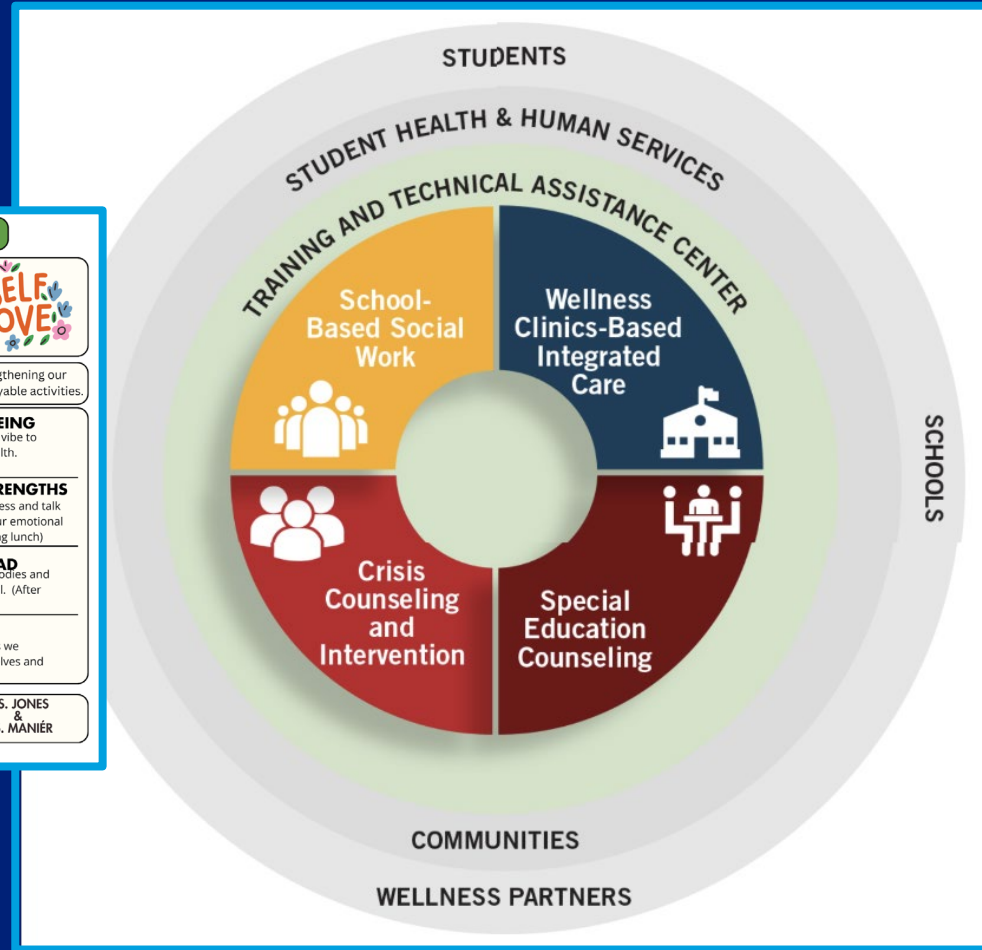 ELF
OVE
gthening our
yable activities.
EING
vibe to
lth.
RENGTHS
ess and talk
ur emotional
g lunch)
AD
odies and
l. (After
we
lves and
S. JONES
&
. MANIÉR
STUDENTS
STUDENT HEALTH & HUMAN SERVICES
TRAINING AND TECHNICAL ASSISTANCE CENTER
School-
Based Social
Work
Wellness
Clinics-Based
Integrated
Care
Crisis
Counseling
and
Intervention
Special
Education
Counseling
SCHOOLS
COMMUNITIES
WELLNESS PARTNERS